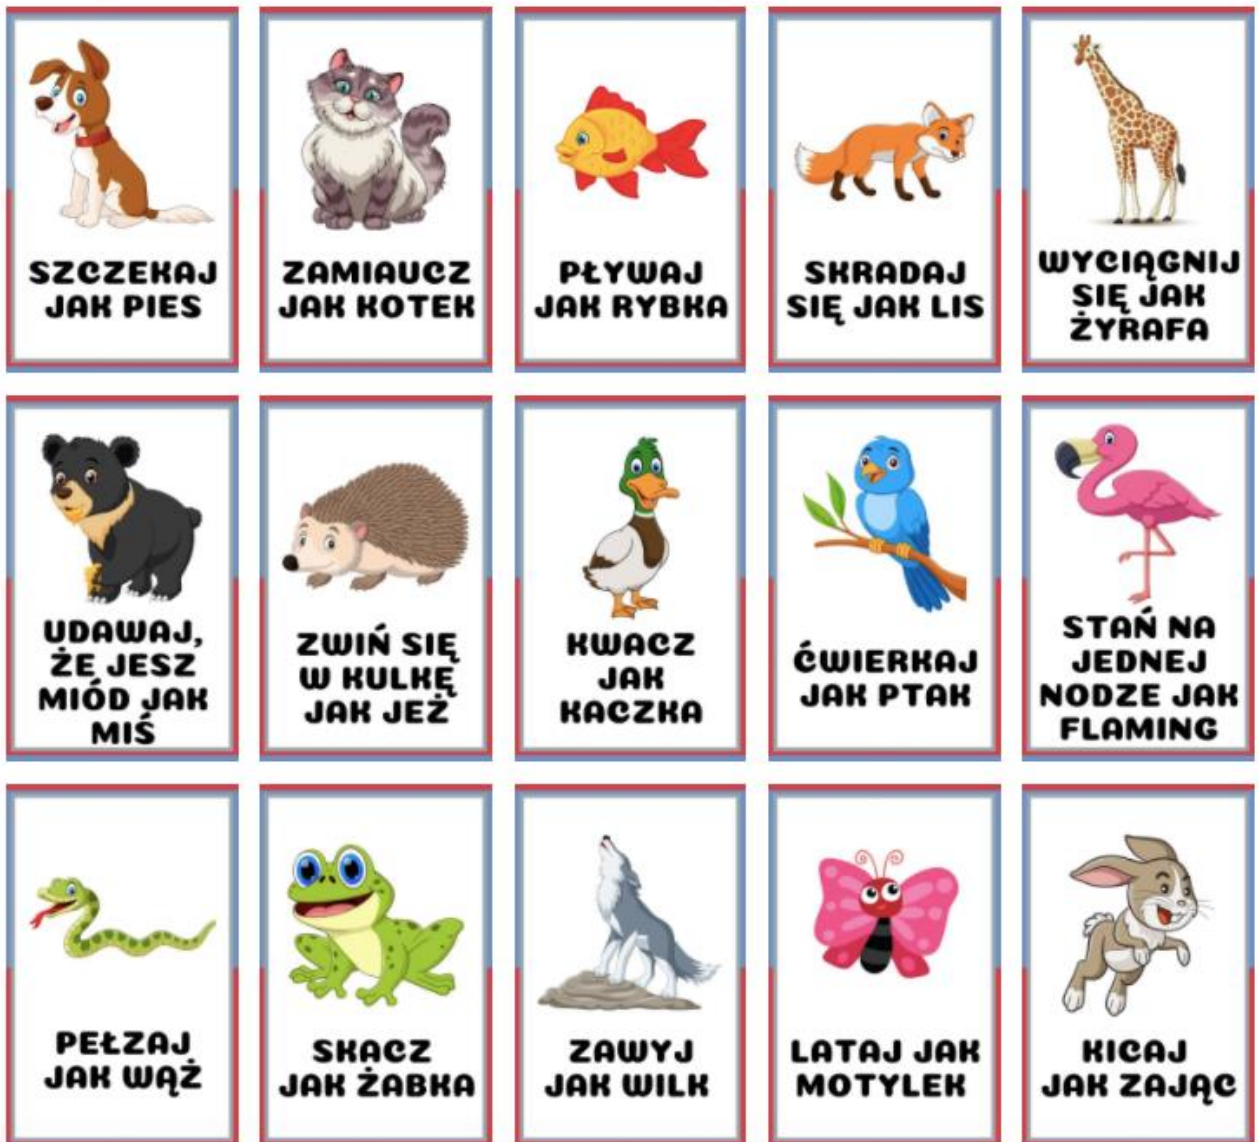 SZCZEKAJ
JAK PIES
ZAMIAUCZ
JAK KOTEK
PŁYWAJ
JAK RYBKA
SKRADAJ
SIĘ JAK LIS
WYCIĄGNIJ
SIĘ JAK
ŻYRAFA
UDAWAJ,
ŻE JESZ
MIÓD JAK
MIŚ
ZWIŃ SIĘ
W KULKĘ
JAK JEŻ
KWACZ
JAK
KACZKA
ĆWIERKAJ
JAK PTAK
STAŃ NA
JEDNEJ
NODZE JAK
FLAMING
PEŁZAJ
JAK WĄŻ
SKACZ
JAK ŻABKA
ZAWYJ
JAK WILK
LATAJ JAK
MOTYLEK
KICAJ
JAK ZAJĄC